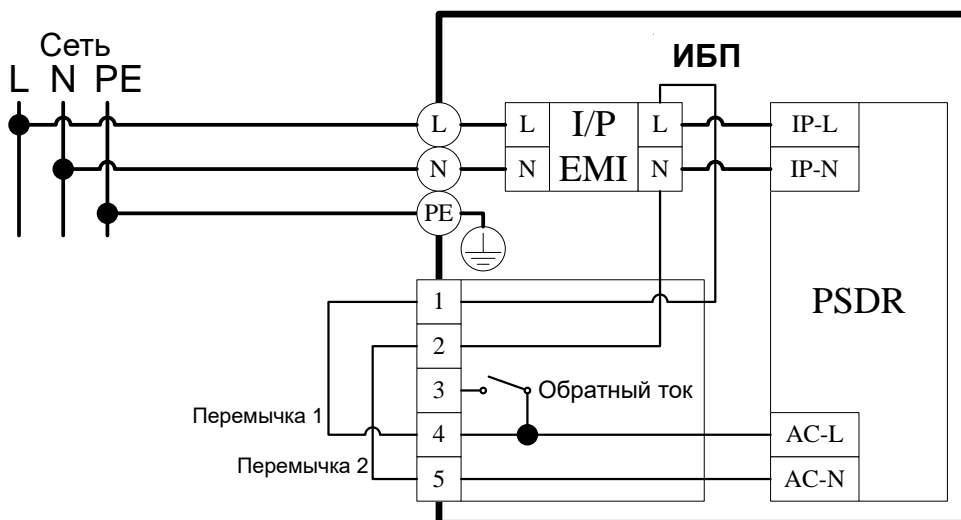 Сеть
L N PE
ИБП
L L I/P L IP-L
N N EMI N IP-N
PE
PSDR
1
2
3 Обратный ток
Перемычка 1
4 AC-L
Перемычка 2
5 AC-N